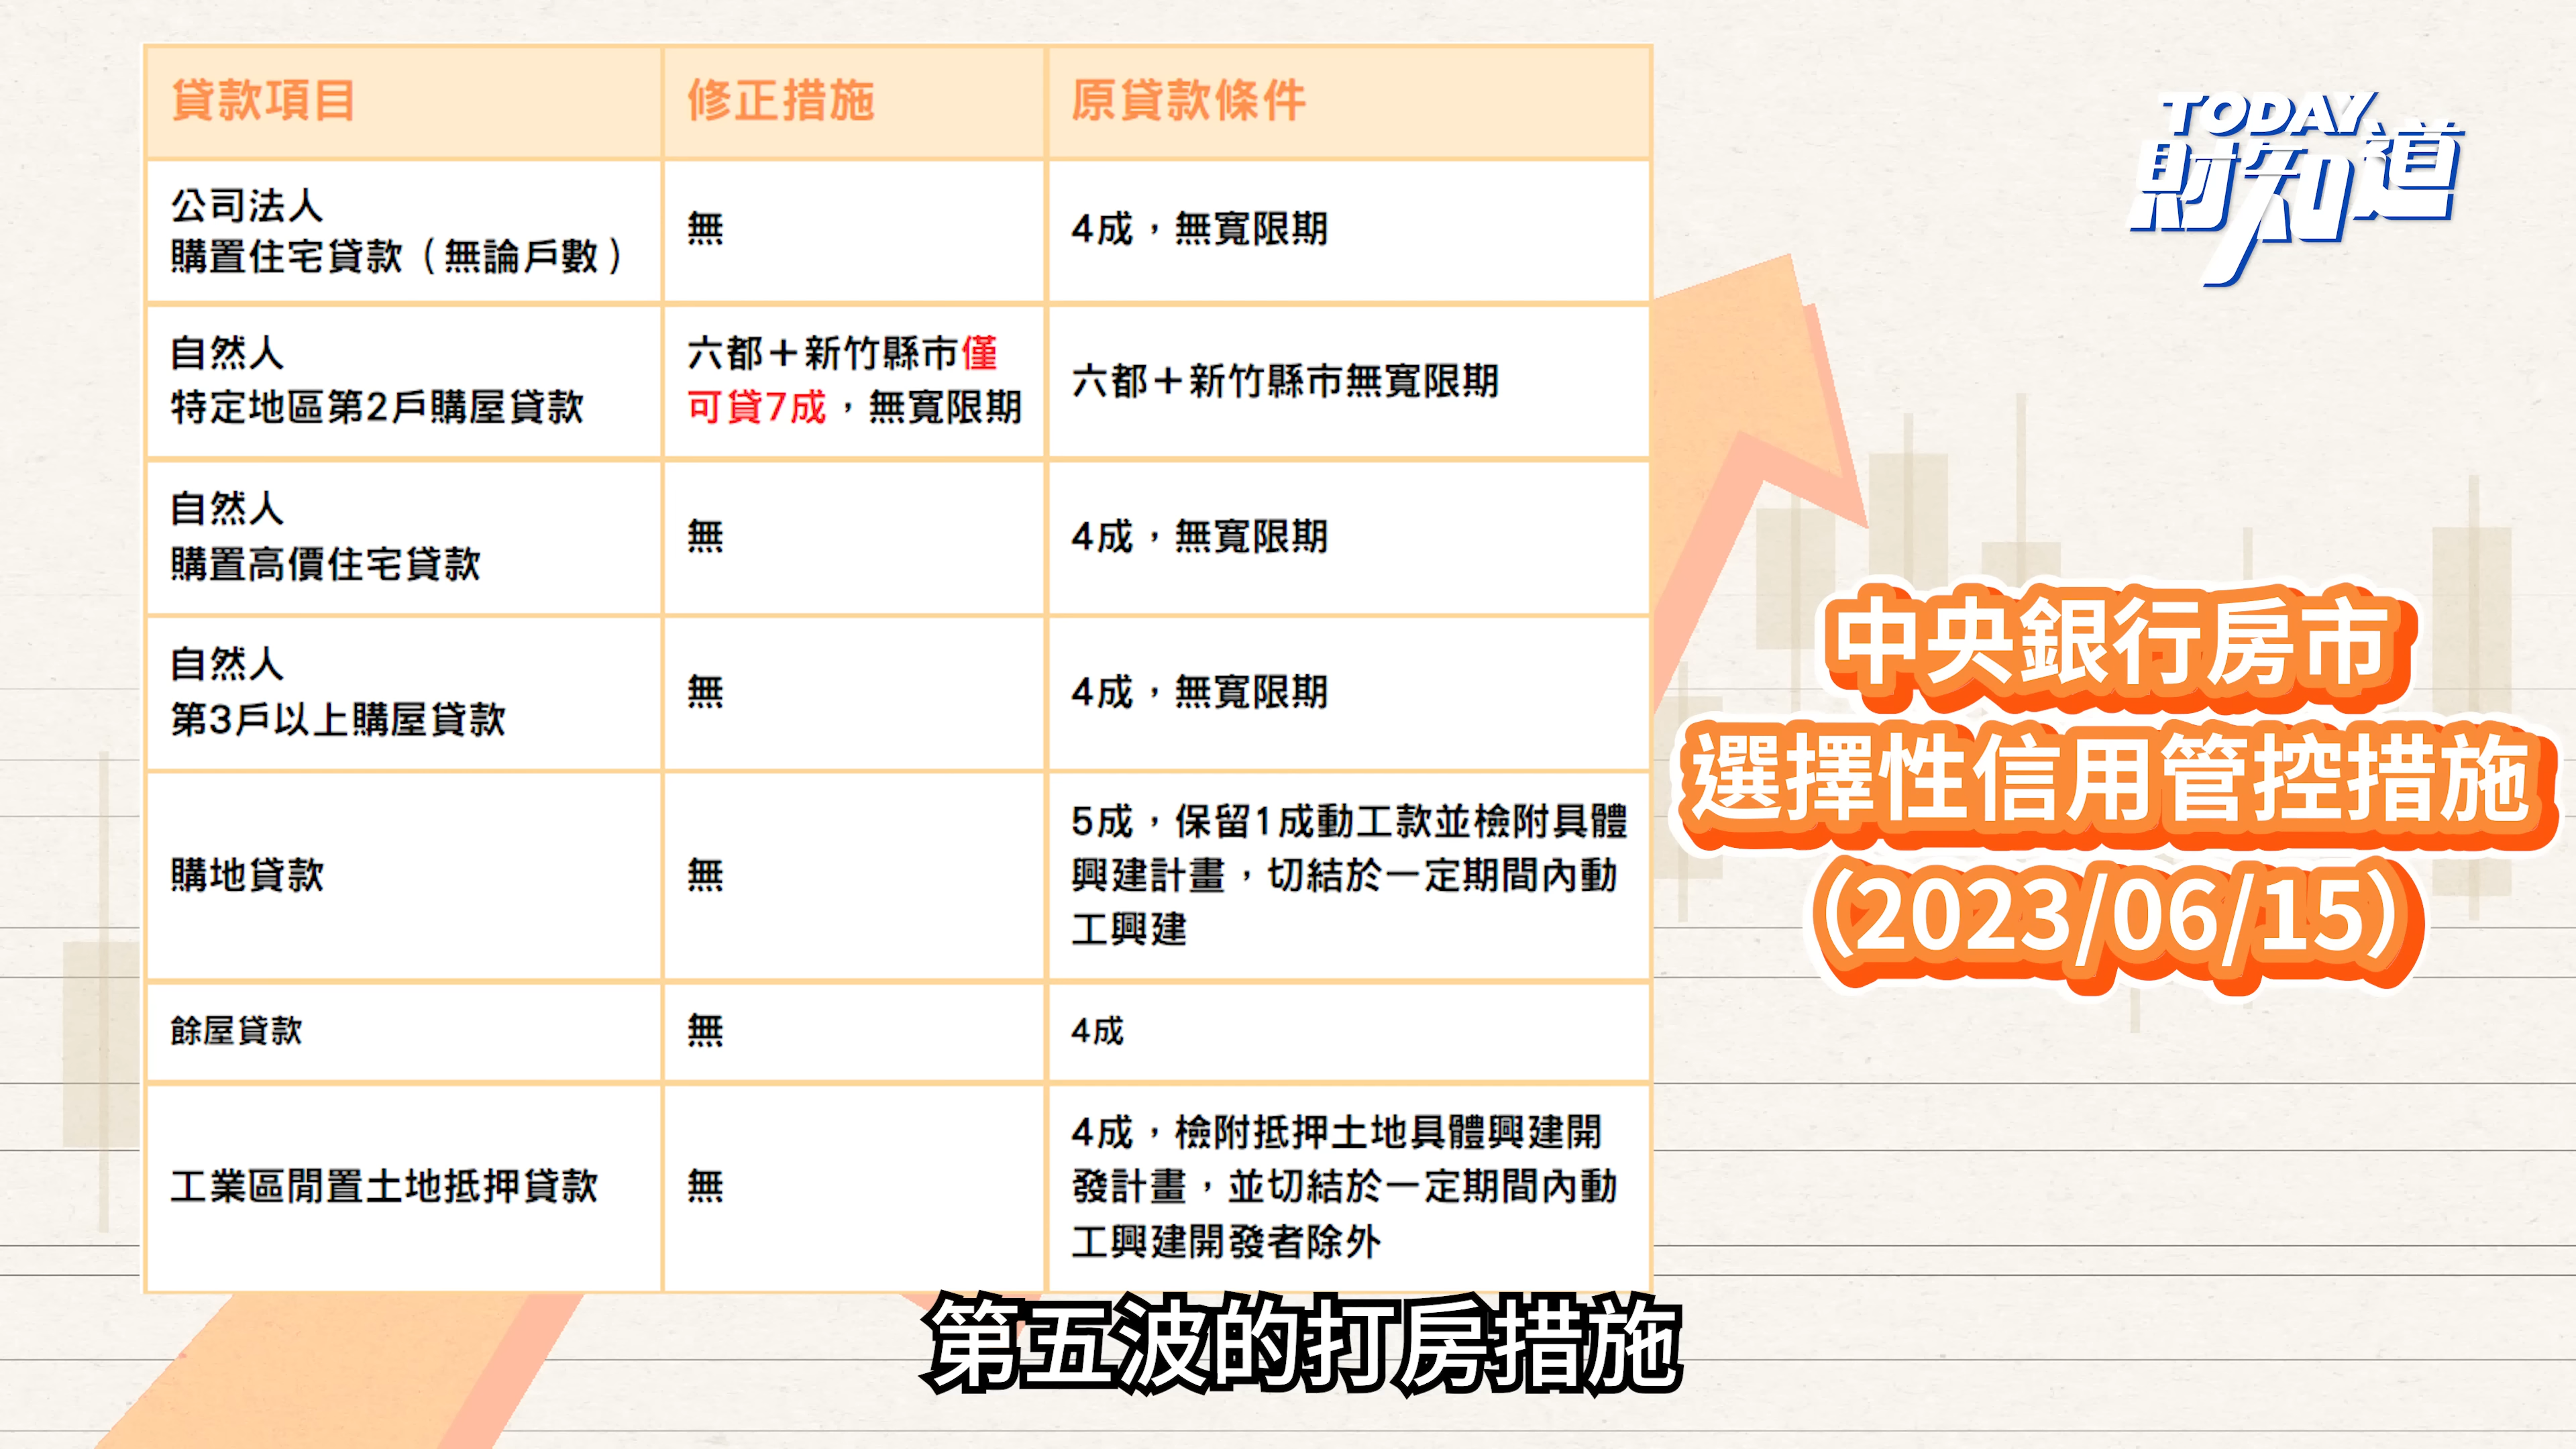 貸款項目
修正措施
原貸款條件
公司法人
購置住宅貸款（無論戶數）
無
4成，無寬限期
自然人
特定地區第2戶購屋貸款
六都＋新竹縣市僅
可貸7成，無寬限期
六都＋新竹縣市無寬限期
自然人
購置高價住宅貸款
無
4成，無寬限期
自然人
第3戶以上購屋貸款
無
4成，無寬限期
購地貸款
無
5成，保留1成動工款並檢附具體
興建計畫，切結於一定期間內動
工興建
餘屋貸款
無
4成
工業區閒置土地抵押貸款
無
4成，檢附抵押土地具體興建開
發計畫，並切結於一定期間內動
工興建開發者除外
TODAY
財知道
中央銀行房市
選擇性信用管控措施
（2023/06/15）
第五波的打房措施